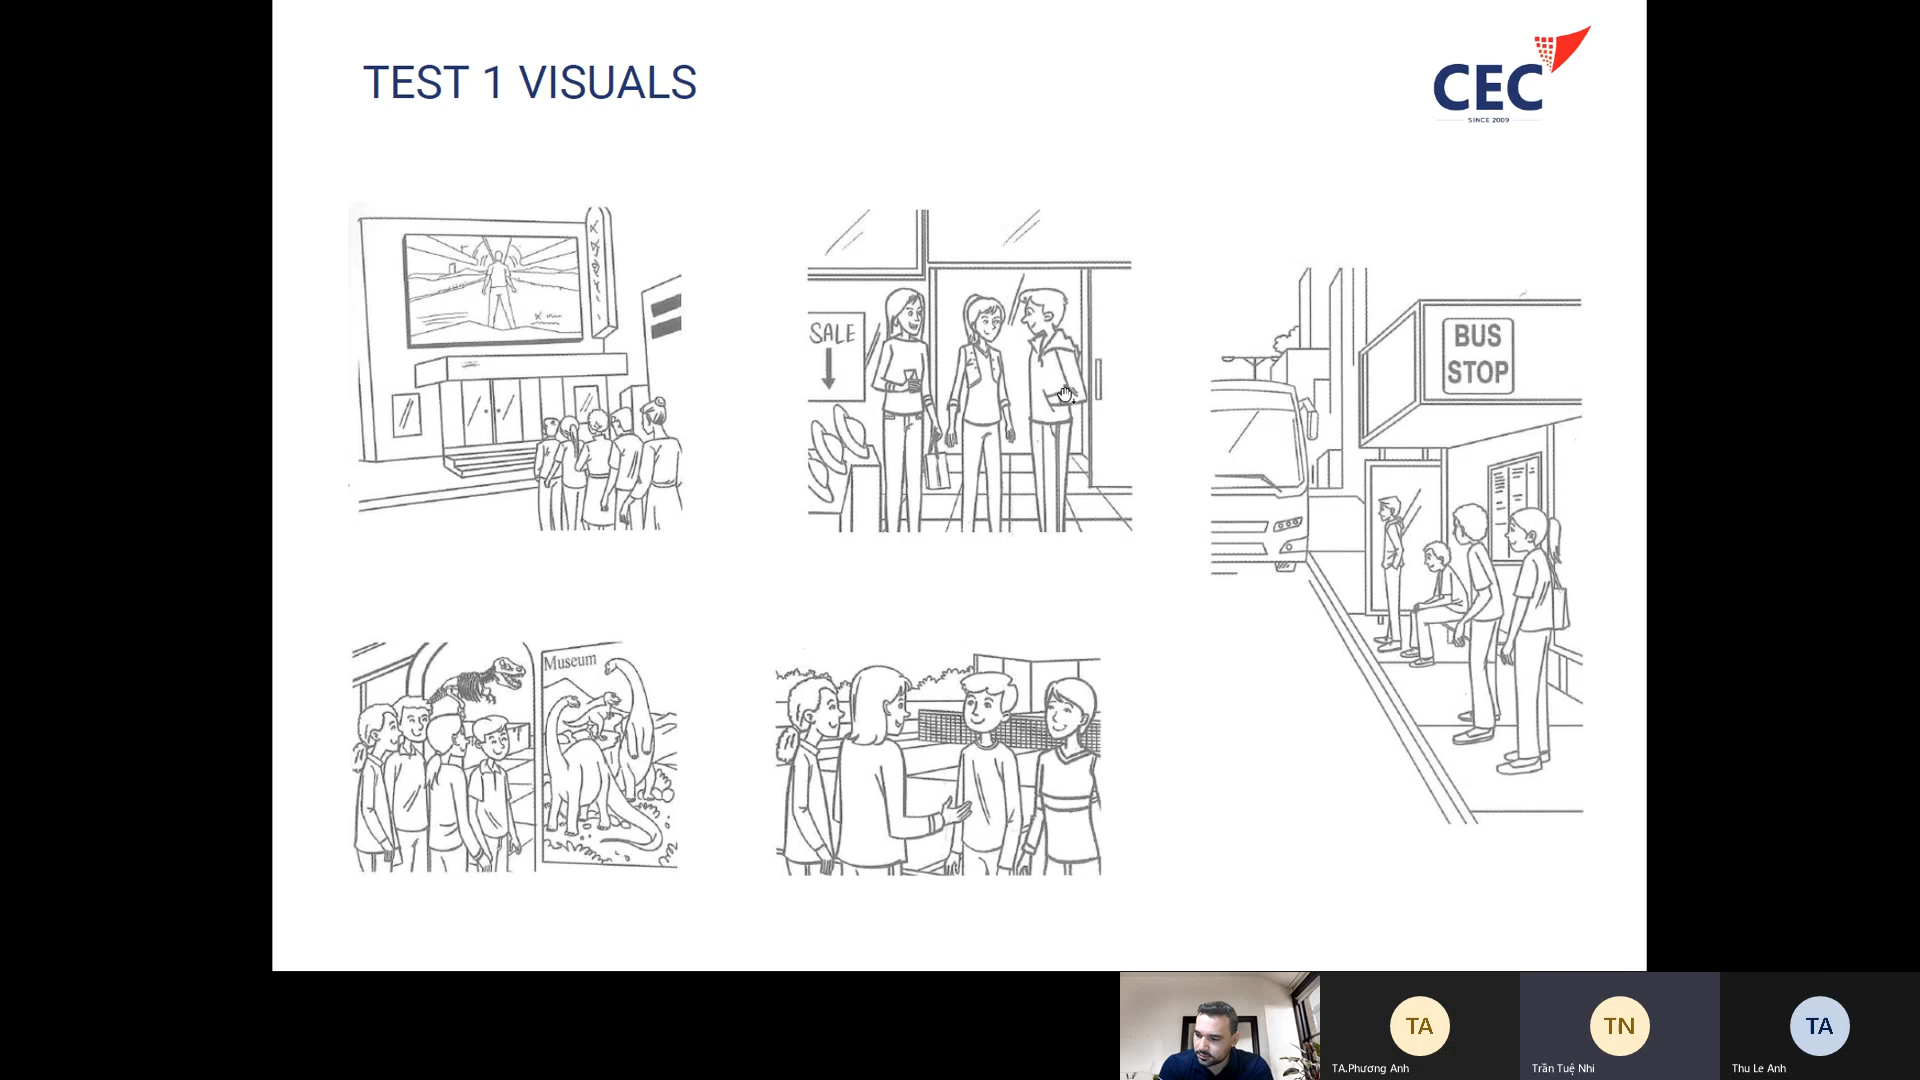 TEST 1 VISUALS
CEC
SINCE 2009
SALE
BUS
STOP
Museum
TA
TN
TA
TA.Phương Anh
Trần Tuệ Nhi
Thu Le Anh